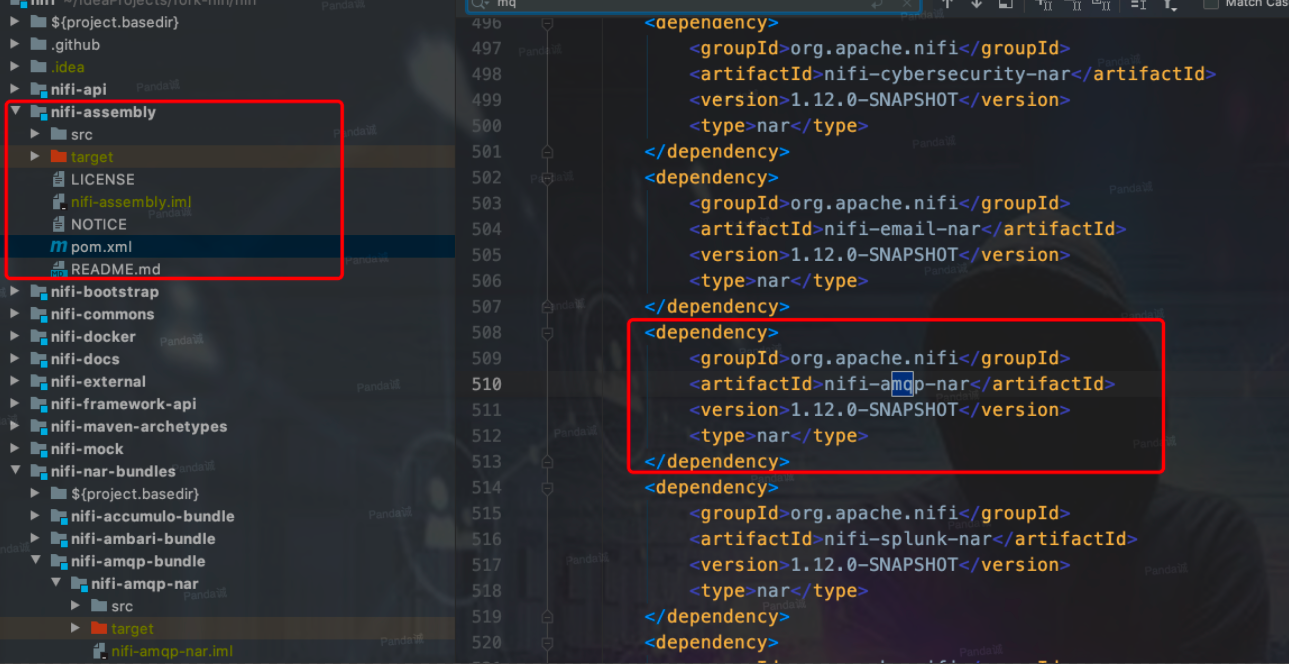 nifi ~/IdeaProjects/fork-nifi/nifi
${project.basedir}
.github
.idea
nifi-api
nifi-assembly
src
target
LICENSE
nifi-assembly.iml
NOTICE
pom.xml
README.md
nifi-bootstrap
nifi-commons
nifi-docker
nifi-docs
nifi-external
nifi-framework-api
nifi-maven-archetypes
nifi-mock
nifi-nar-bundles
${project.basedir}
nifi-accumulo-bundle
nifi-ambari-bundle
nifi-amqp-bundle
nifi-amqp-nar
src
target
nifi-amqp-nar.iml
mq
Match Cas
496 <dependency>
497 <groupId>org.apache.nifi</groupId>
498 <artifactId>nifi-cybersecurity-nar</artifactId>
499 <version>1.12.0-SNAPSHOT</version>
500 <type>nar</type>
501 </dependency>
502 <dependency>
503 <groupId>org.apache.nifi</groupId>
504 <artifactId>nifi-email-nar</artifactId>
505 <version>1.12.0-SNAPSHOT</version>
506 <type>nar</type>
507 </dependency>
508 <dependency>
509 <groupId>org.apache.nifi</groupId>
510 <artifactId>nifi-amqp-nar</artifactId>
511 <version>1.12.0-SNAPSHOT</version>
512 <type>nar</type>
513 </dependency>
514 <dependency>
515 <groupId>org.apache.nifi</groupId>
516 <artifactId>nifi-splunk-nar</artifactId>
517 <version>1.12.0-SNAPSHOT</version>
518 <type>nar</type>
519 </dependency>
520 <dependency>